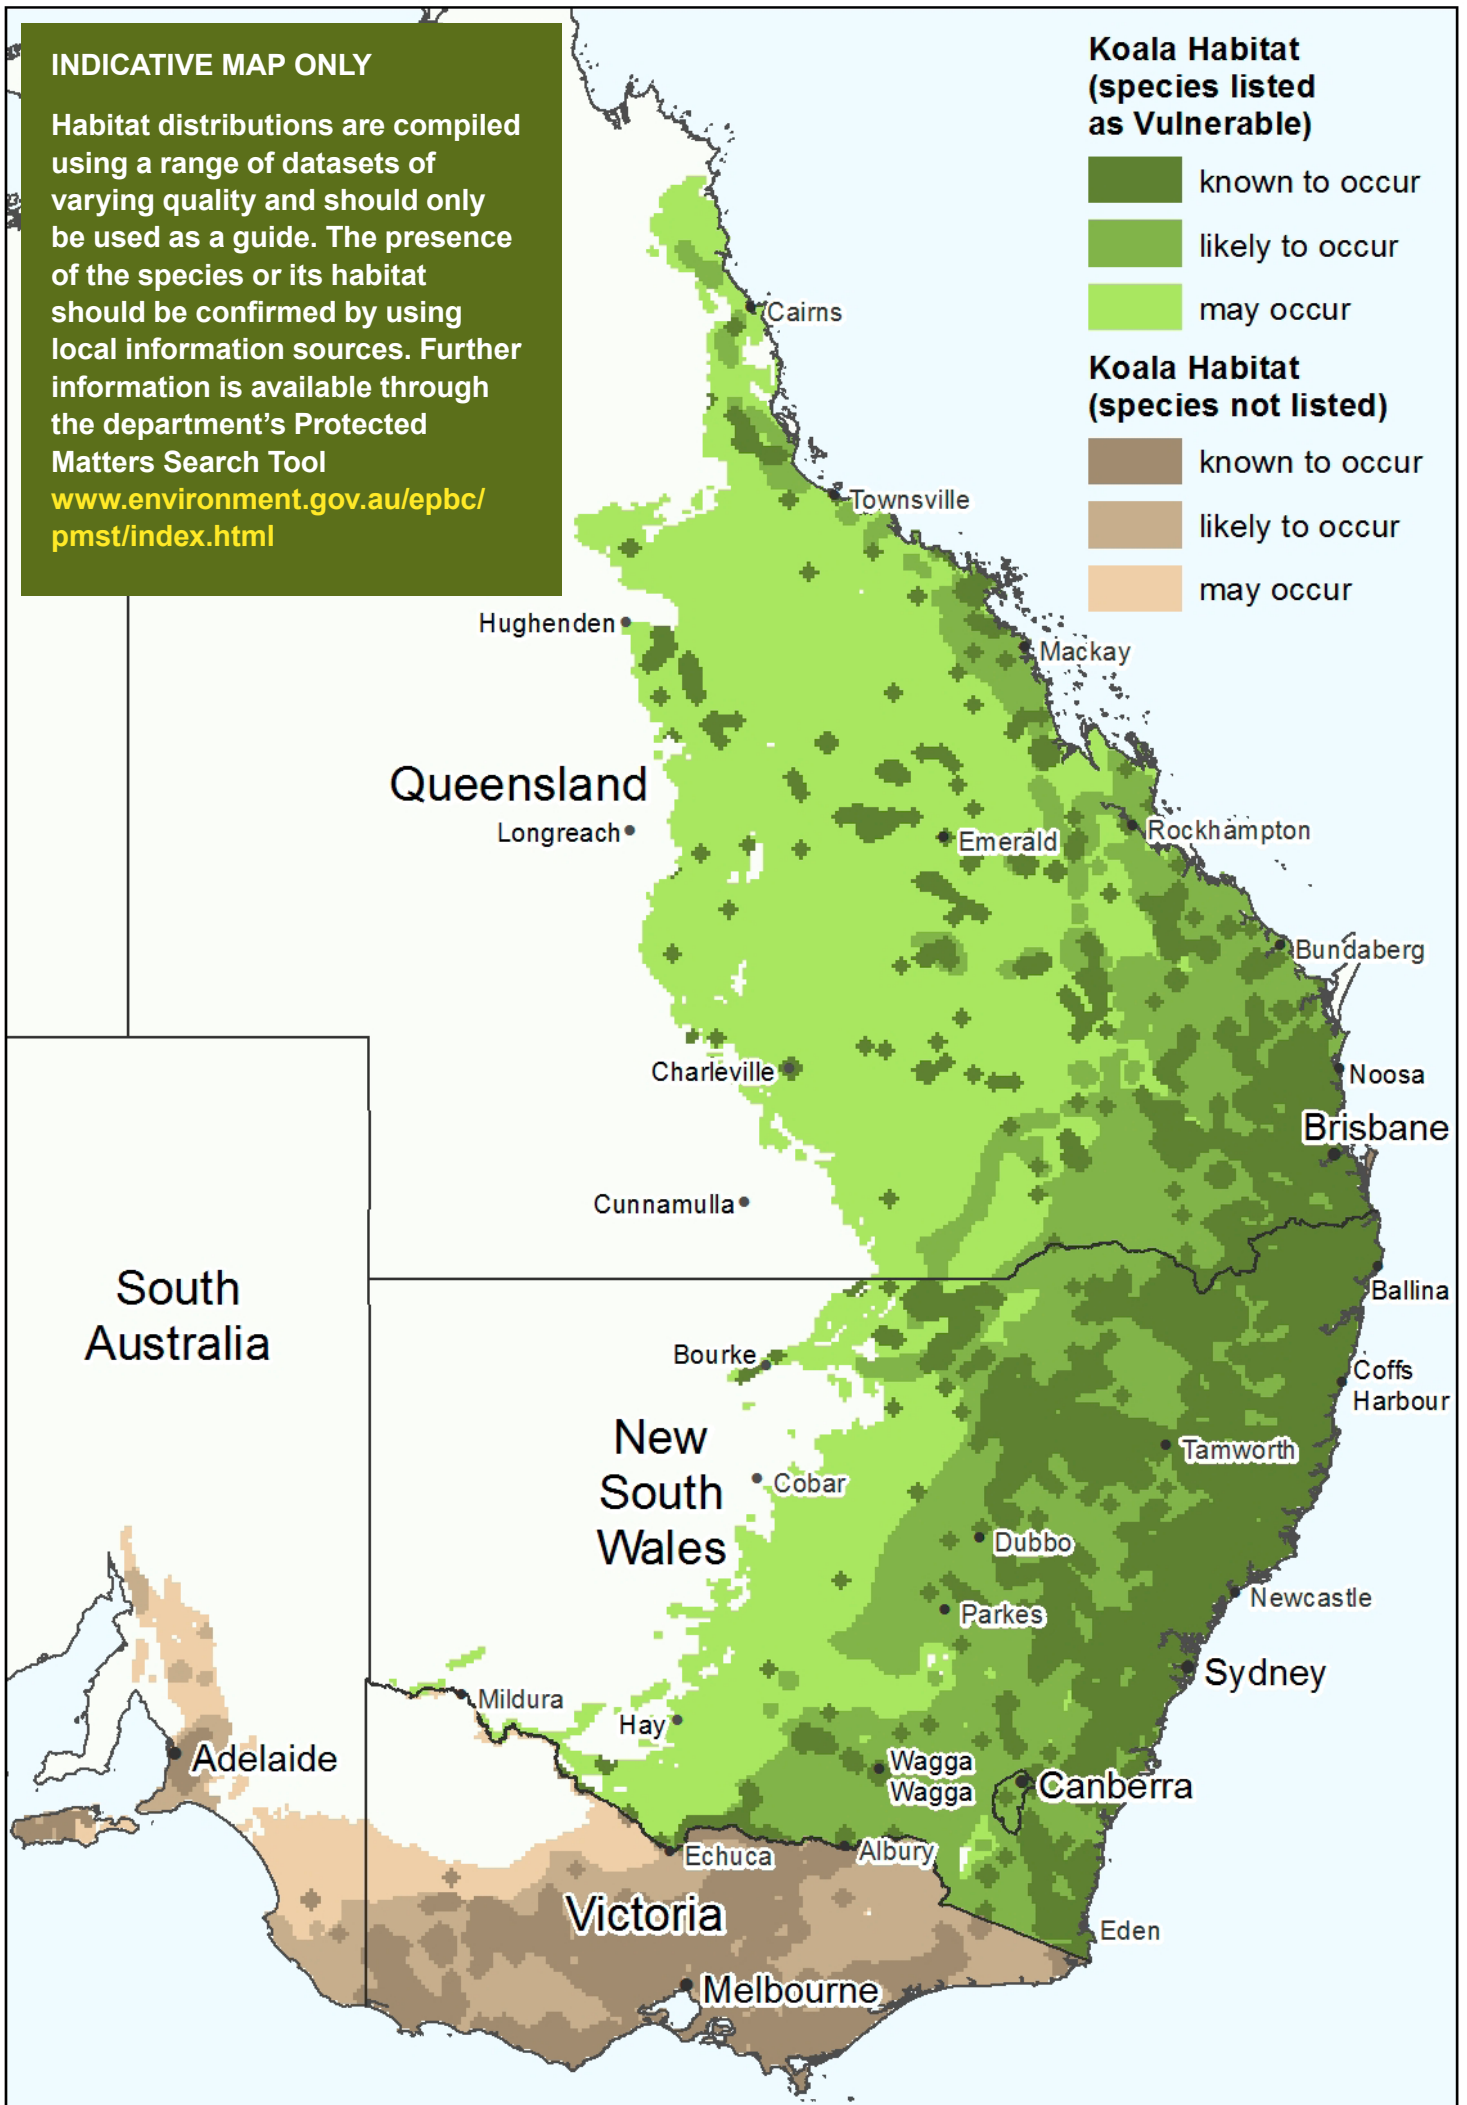 INDICATIVE MAP ONLY
Habitat distributions are compiled
using a range of datasets of
varying quality and should only
be used as a guide. The presence
of the species or its habitat
should be confirmed by using
local information sources. Further
information is available through
the department’s Protected
Matters Search Tool
www.environment.gov.au/epbc/
pmst/index.html
Koala Habitat
(species listed
as Vulnerable)
known to occur
likely to occur
may occur
Koala Habitat
(species not listed)
known to occur
likely to occur
may occur
Cairns
Townsville
Hughenden
Mackay
Queensland
Longreach
Emerald
Rockhampton
Bundaberg
Charleville
Noosa
Brisbane
Cunnamulla
South
Australia
Ballina
Bourke
Coffs
Harbour
New
South
Wales
Tamworth
Cobar
Dubbo
Newcastle
Parkes
Sydney
Mildura
Hay
Adelaide
Wagga
Wagga
Canberra
Echuca
Albury
Victoria
Eden
Melbourne